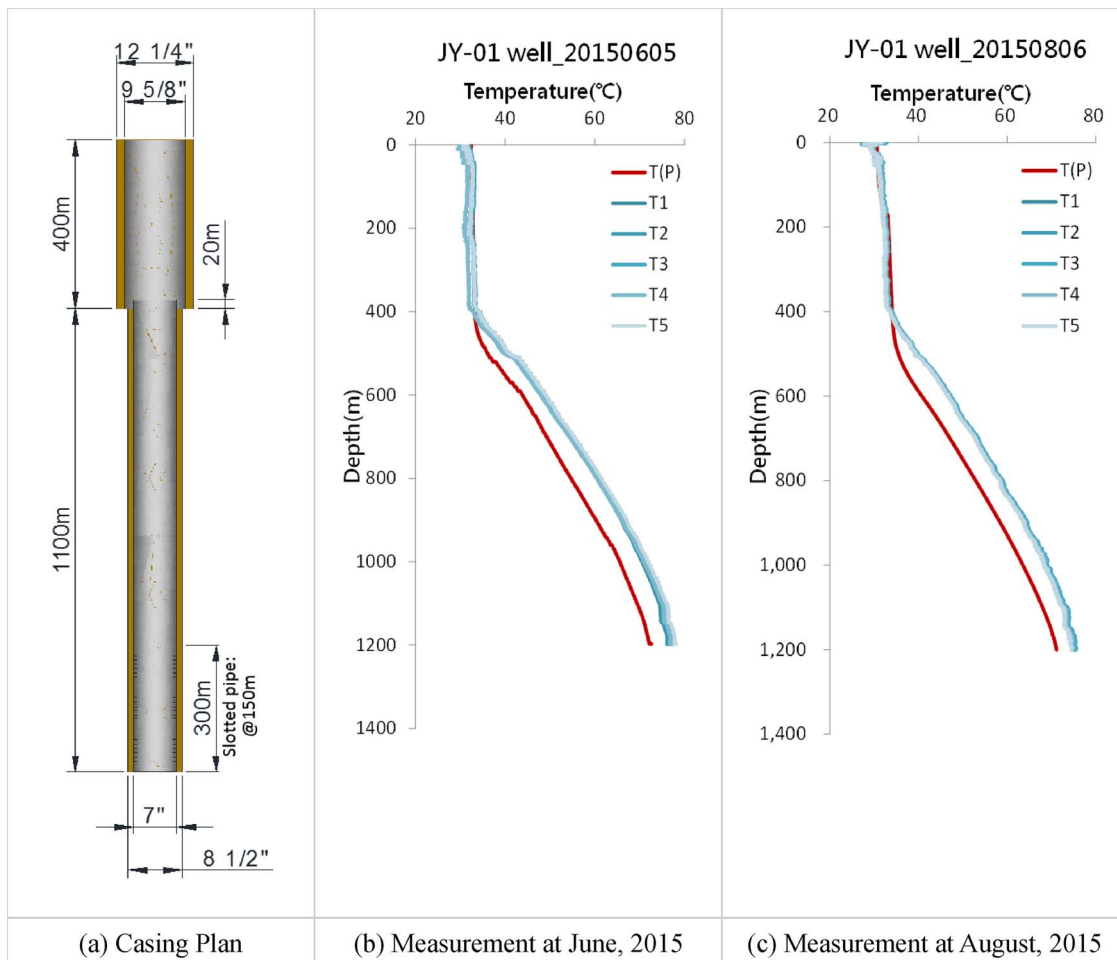 12 1/4"
9 5/8"
400m
20m
1100m
300m
Slotted pipe:
@150m
7"
8 1/2"
(a) Casing Plan
JY-01 well_20150605
Temperature(℃)
20 40 60 80
0
200
400
600
800
1000
1200
1400
Depth(m)
T(P)
T1
T2
T3
T4
T5
(b) Measurement at June, 2015
JY-01 well_20150806
Temperature(℃)
20 40 60 80
0
200
400
600
800
1,000
1,200
1,400
Depth(m)
T(P)
T1
T2
T3
T4
T5
(c) Measurement at August, 2015